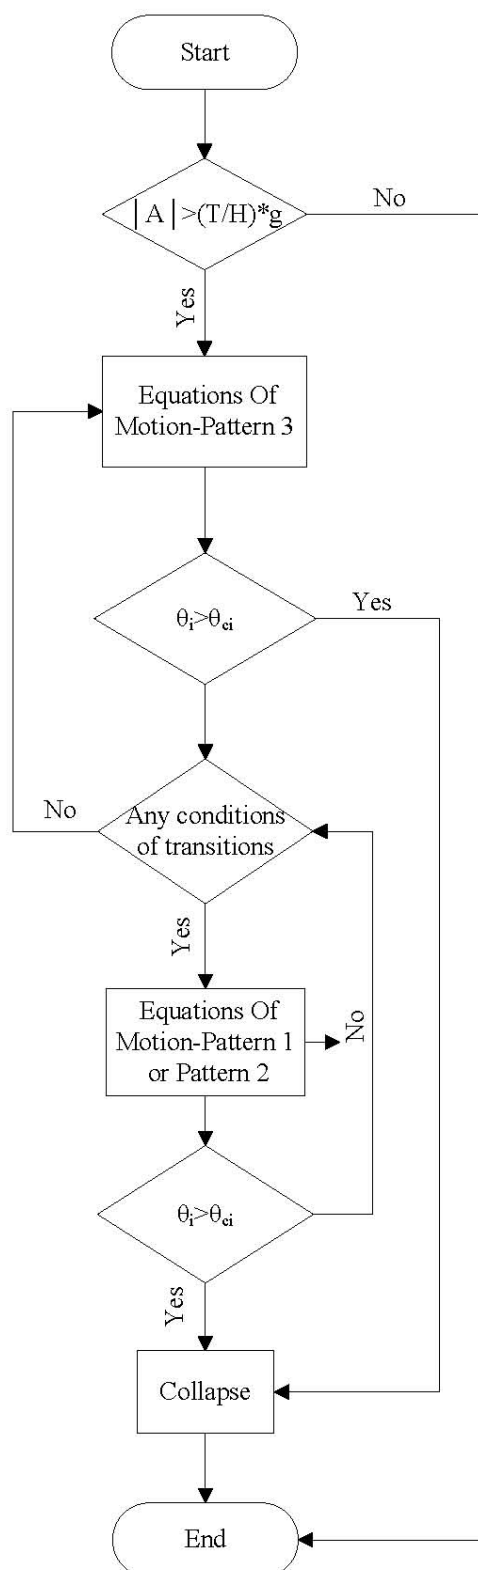 Start
│A│>(T/H)*g
No
Yes
Equations Of
Motion-Pattern 3
θi>θci
Yes
Any conditions
of transitions
No
Yes
Equations Of
Motion-Pattern 1
or Pattern 2
No
θi>θci
Yes
Collapse
End